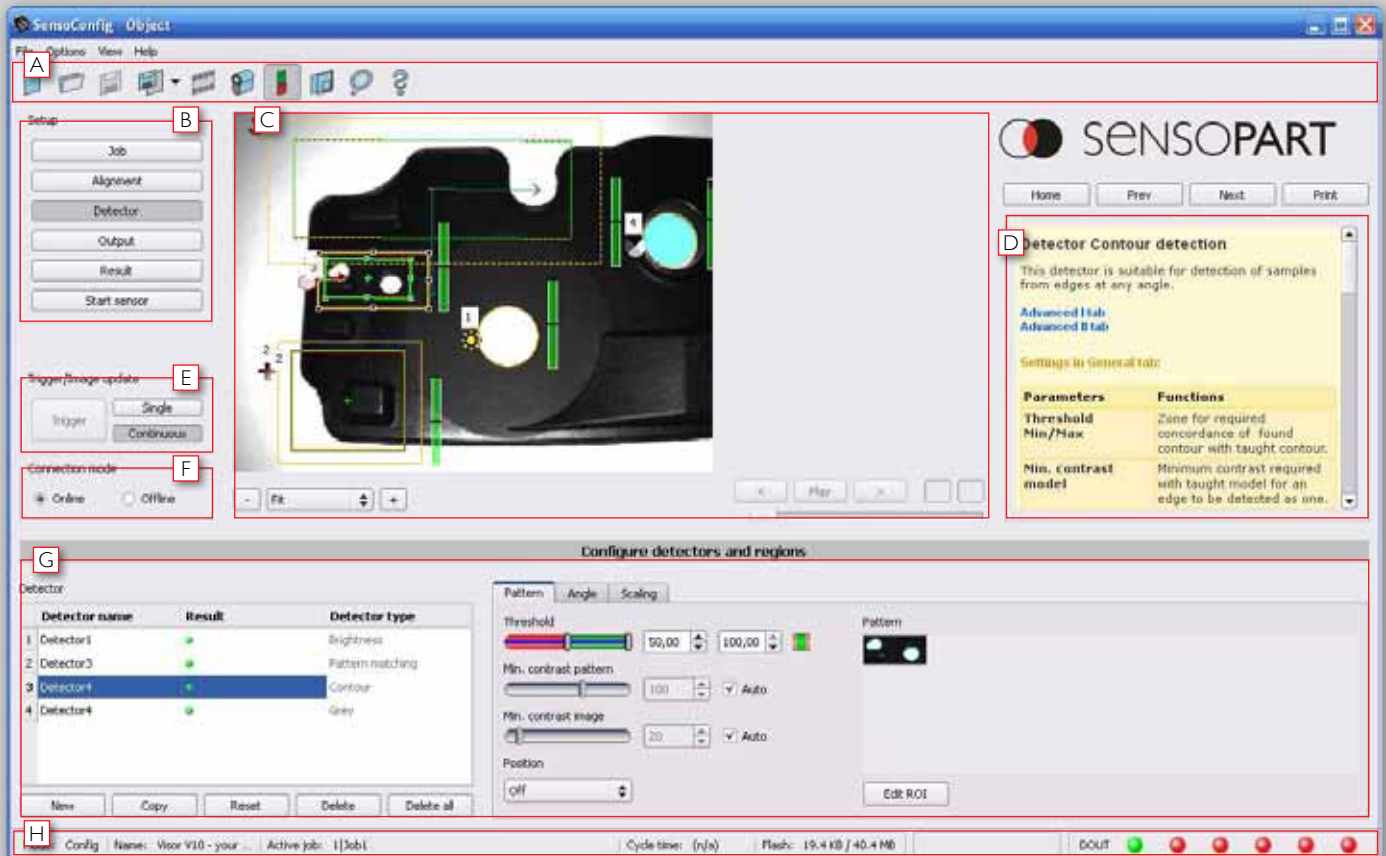 SensoConfig - Object
File Options View Help
A
Setup B
Job
Alignment
Detector
Output
Result
Start sensor
Trigger/Image update E
Trigger
Single
Continuous
Connection mode F
Online Offline
C
4
1
2
2
- Fit +
< Play >
SENSOPART
Home Prev Next Print
D
Detector Contour detection
This detector is suitable for detection of samples
from edges at any angle.
Advanced I tab
Advanced II tab
Settings in General tab:
Parameters Functions
Threshold Min/Max Zone for required concordance of found contour with taught contour.
Min. contrast model Minimum contrast required with taught model for an edge to be detected as one.
Configure detectors and regions
G
Detector
Detector name Result Detector type
1 Detector1 Brightness
2 Detector3 Pattern matching
3 Detector4 Contour
4 Detector4 Grey
New Copy Reset Delete Delete all
Pattern Angle Scaling
Threshold
50,00 100,00
Min. contrast pattern
100 Auto
Min. contrast image
20 Auto
Position
Off
Pattern
Edit ROI
H
Config Name: Visor V10 - your ... Active job: 1|Job1 Cycle time: (n/a) Flash: 19.4 KB / 40.4 MB DOUT